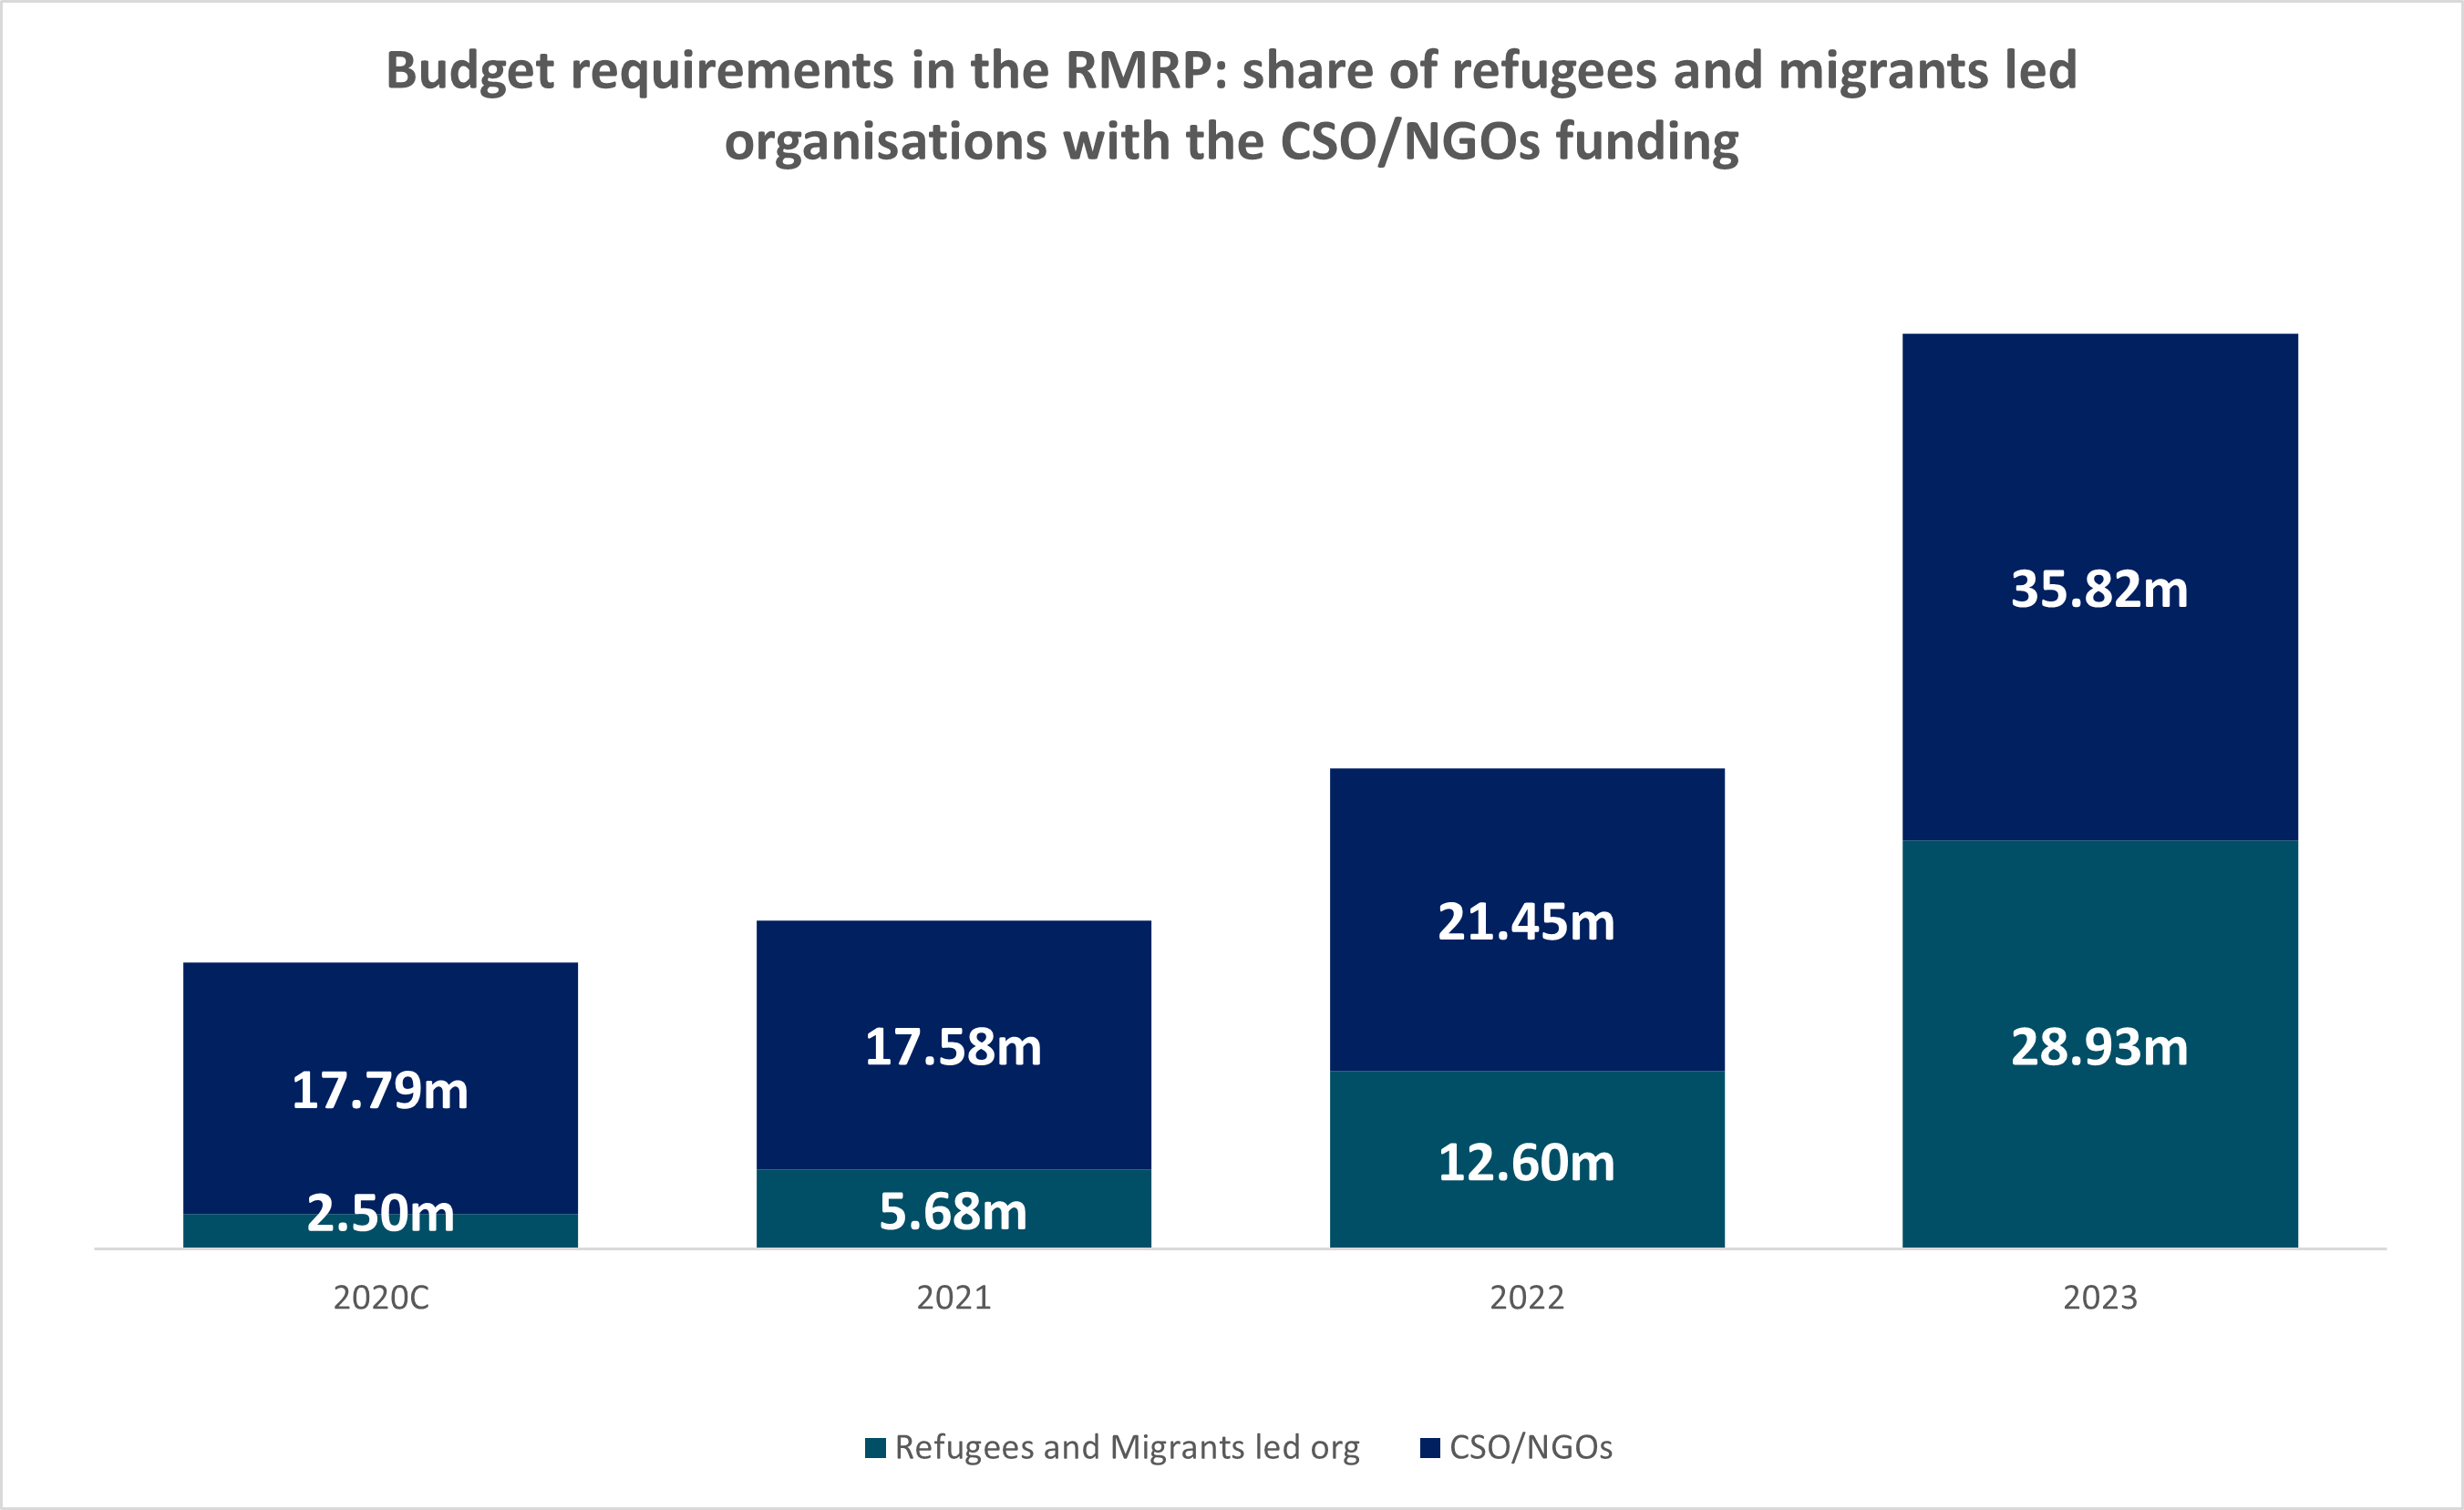 Budget requirements in the RMRP: share of refugees and migrants led
organisations with the CSO/NGOs funding
35.82m
21.45m
17.58m
17.79m
28.93m
12.60m
5.68m
2.50m
2020C
2021
2022
2023
Refugees and Migrants led org
CSO/NGOs